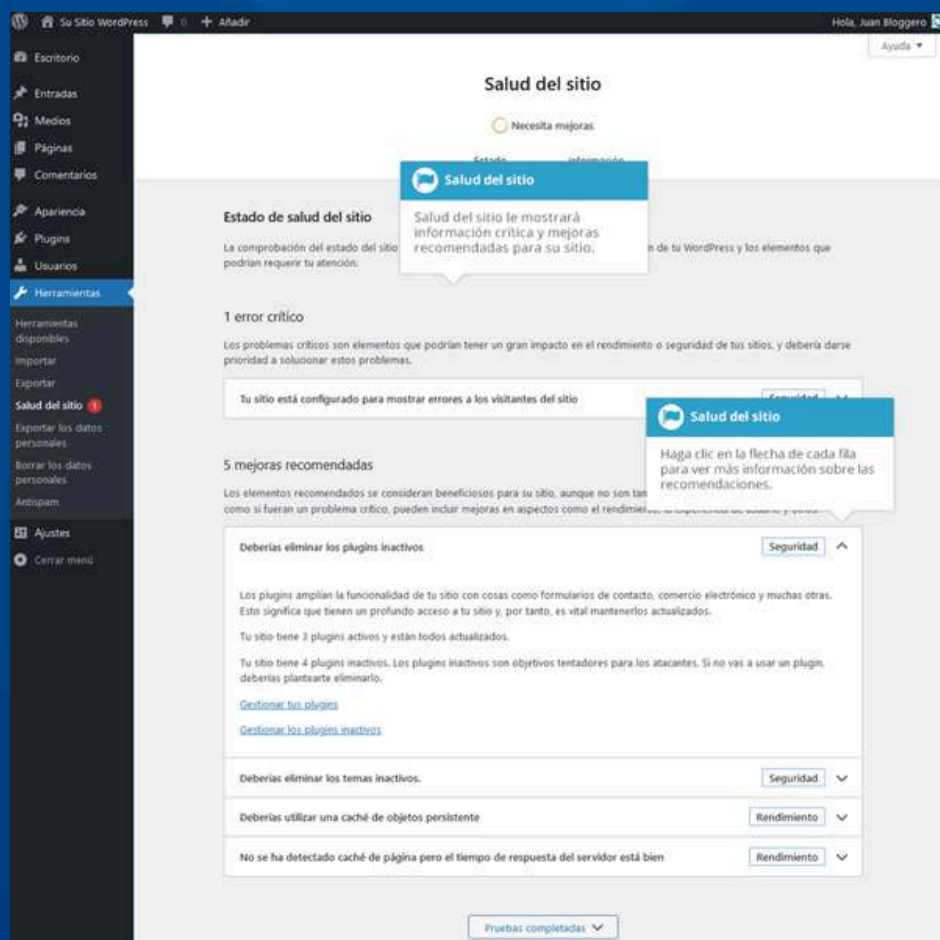 Su Sitio WordPress 0 + Añadir
Hola, Juan Bloggero
Ayuda
Escritorio
Entradas
Medios
Páginas
Comentarios
Apariencia
Plugins
Usuarios
Herramientas
Herramientas
disponibles
Importar
Exportar
Salud del sitio 1
Exportar los datos
personales
Borrar los datos
personales
Antispam
Ajustes
Cerrar menú
Salud del sitio
Necesita mejoras
Estado Información
Salud del sitio
Salud del sitio le mostrará
información crítica y mejoras
recomendadas para su sitio.
Estado de salud del sitio
La comprobación del estado del sitio n de tu WordPress y los elementos que
podrían requerir tu atención.
1 error crítico
Los problemas críticos son elementos que podrían tener un gran impacto en el rendimiento o seguridad de tus sitios, y debería darse
prioridad a solucionar estos problemas.
Tu sitio está configurado para mostrar errores a los visitantes del sitio Seguridad
Salud del sitio
Haga clic en la flecha de cada fila
para ver más información sobre las
recomendaciones.
5 mejoras recomendadas
Los elementos recomendados se consideran beneficiosos para su sitio, aunque no son tan
como si fueran un problema crítico, pueden incluir mejoras en aspectos como el rendimiento, la experiencia de usuario y otros.
Deberías eliminar los plugins inactivos Seguridad
Los plugins amplían la funcionalidad de tu sitio con cosas como formularios de contacto, comercio electrónico y muchas otras.
Esto significa que tienen un profundo acceso a tu sitio y, por tanto, es vital mantenerlos actualizados.
Tu sitio tiene 3 plugins activos y están todos actualizados.
Tu sitio tiene 4 plugins inactivos. Los plugins inactivos son objetivos tentadores para los atacantes. Si no vas a usar un plugin,
deberías plantearte eliminarlo.
Gestionar tus plugins
Gestionar los plugins inactivos
Deberías eliminar los temas inactivos. Seguridad
Deberías utilizar una caché de objetos persistente Rendimiento
No se ha detectado caché de página pero el tiempo de respuesta del servidor está bien Rendimiento
Pruebas completadas